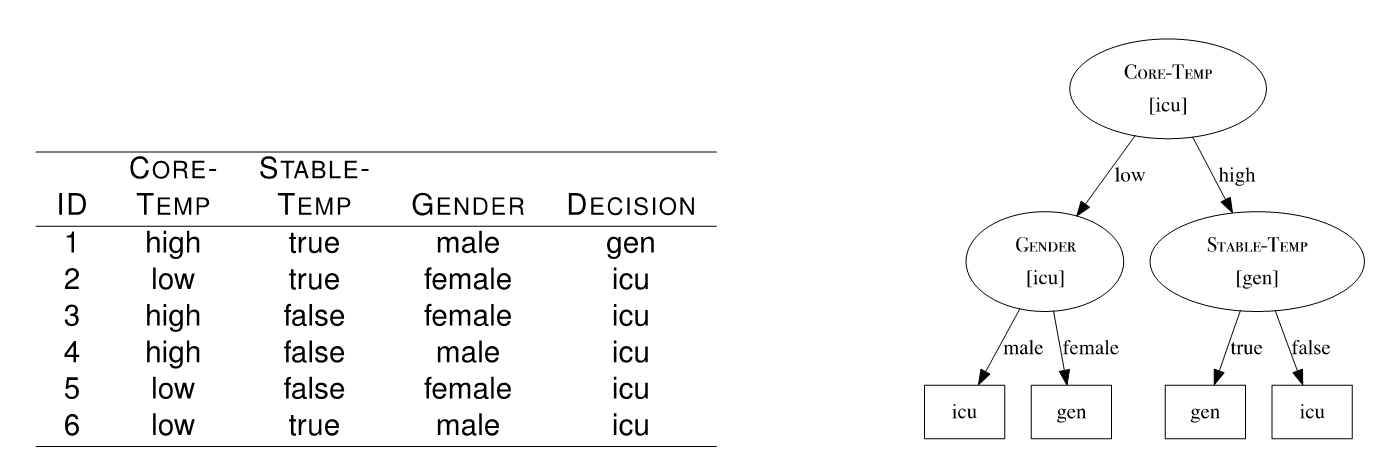 CORE- STABLE-
ID TEMP TEMP GENDER DECISION
1 high true male gen
2 low true female icu
3 high false female icu
4 high false male icu
5 low false female icu
6 low true male icu
CORE-TEMP
[icu]
low high
GENDER STABLE-TEMP
[icu] [gen]
male female true false
icu gen gen icu